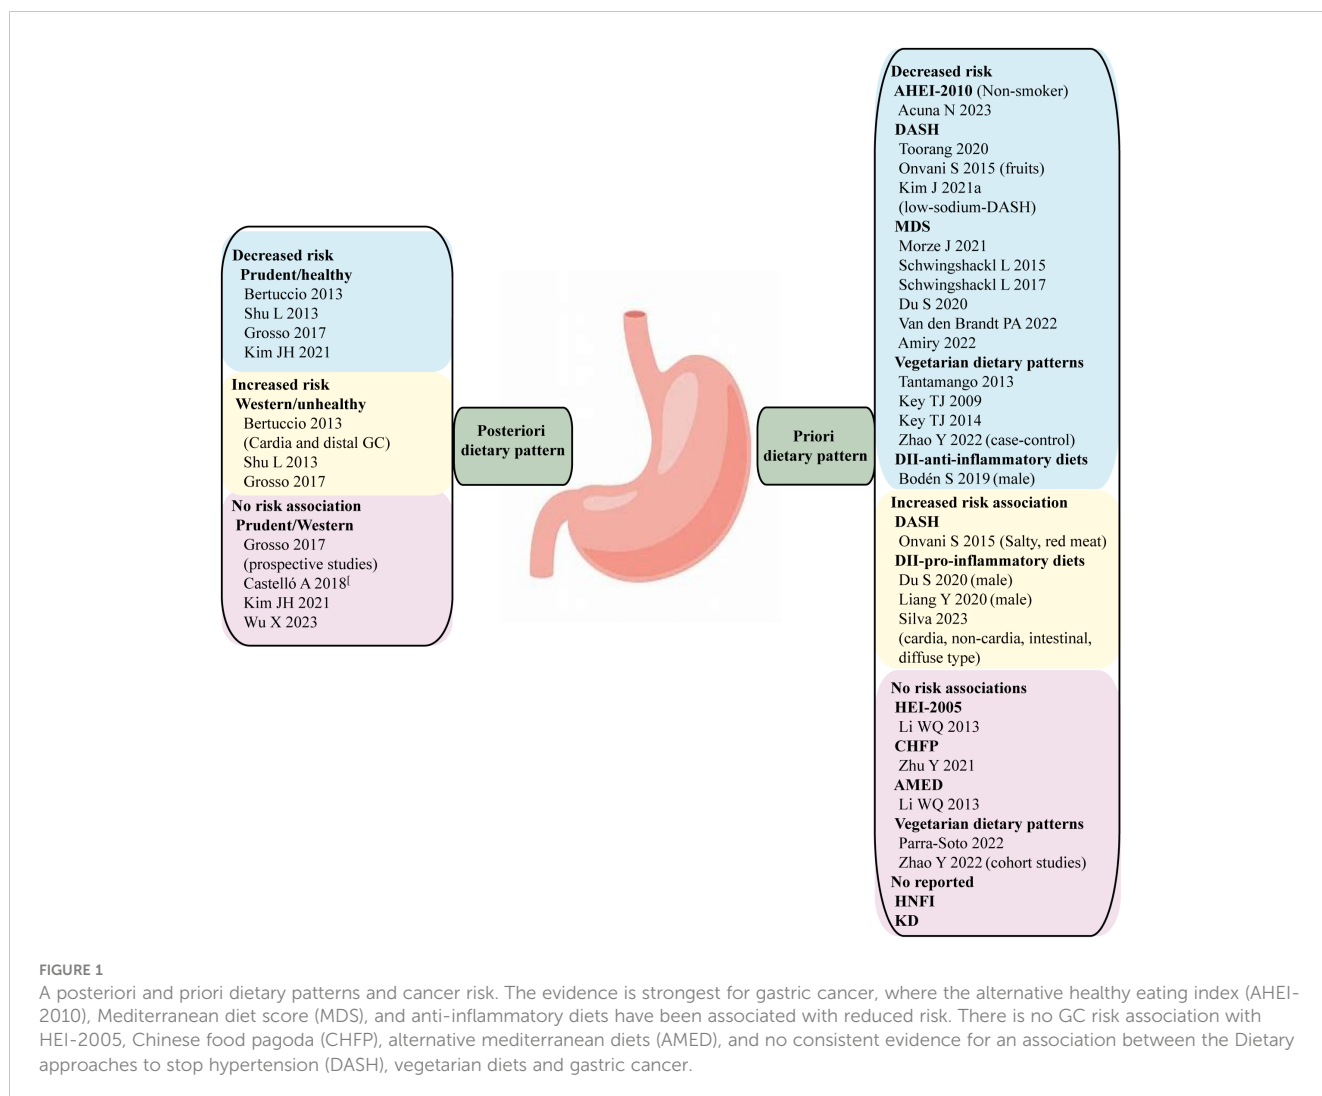 Decreased risk
Prudent/healthy
Bertuccio 2013
Shu L 2013
Grosso 2017
Kim JH 2021
Increased risk
Western/unhealthy
Bertuccio 2013
(Cardia and distal GC)
Shu L 2013
Grosso 2017
No risk association
Prudent/Western
Grosso 2017
(prospective studies)
Castelló A 2018[
Kim JH 2021
Wu X 2023
Posteriori
dietary pattern
Priori
dietary pattern
Decreased risk
AHEI-2010 (Non-smoker)
Acuna N 2023
DASH
Toorang 2020
Onvani S 2015 (fruits)
Kim J 2021a
(low-sodium-DASH)
MDS
Morze J 2021
Schwingshackl L 2015
Schwingshackl L 2017
Du S 2020
Van den Brandt PA 2022
Amiry 2022
Vegetarian dietary patterns
Tantamango 2013
Key TJ 2009
Key TJ 2014
Zhao Y 2022 (case-control)
DII-anti-inflammatory diets
Bodén S 2019 (male)
Increased risk association
DASH
Onvani S 2015 (Salty, red meat)
DII-pro-inflammatory diets
Du S 2020 (male)
Liang Y 2020 (male)
Silva 2023
(cardia, non-cardia, intestinal,
diffuse type)
No risk associations
HEI-2005
Li WQ 2013
CHFP
Zhu Y 2021
AMED
Li WQ 2013
Vegetarian dietary patterns
Parra-Soto 2022
Zhao Y 2022 (cohort studies)
No reported
HNFI
KD
FIGURE 1
A posteriori and priori dietary patterns and cancer risk. The evidence is strongest for gastric cancer, where the alternative healthy eating index (AHEI-
2010), Mediterranean diet score (MDS), and anti-inflammatory diets have been associated with reduced risk. There is no GC risk association with
HEI-2005, Chinese food pagoda (CHFP), alternative mediterranean diets (AMED), and no consistent evidence for an association between the Dietary
approaches to stop hypertension (DASH), vegetarian diets and gastric cancer.